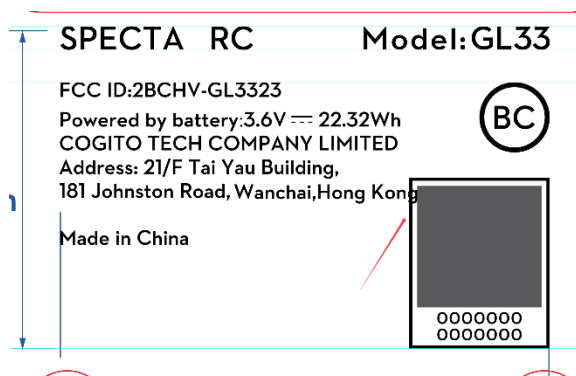 SPECTA RC Model:GL33
FCC ID:2BCHV-GL3323
Powered by battery:3.6V ⎓ 22.32Wh
BC
COGITO TECH COMPANY LIMITED
Address: 21/F Tai Yau Building,
181 Johnston Road, Wanchai,Hong Kong
Made in China
0000000
0000000